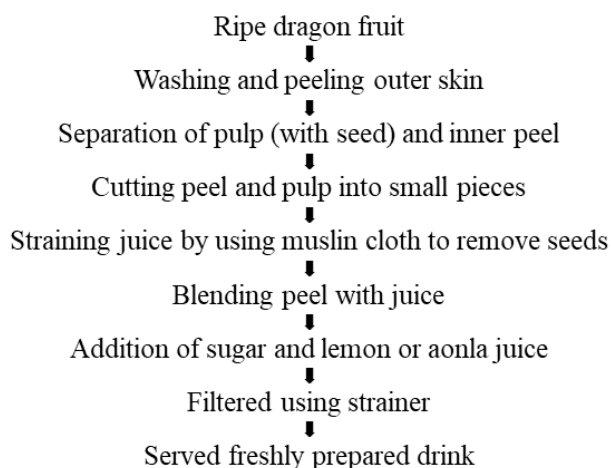 Ripe dragon fruit
Washing and peeling outer skin
Separation of pulp (with seed) and inner peel
Cutting peel and pulp into small pieces
Straining juice by using muslin cloth to remove seeds
Blending peel with juice
Addition of sugar and lemon or aonla juice
Filtered using strainer
Served freshly prepared drink